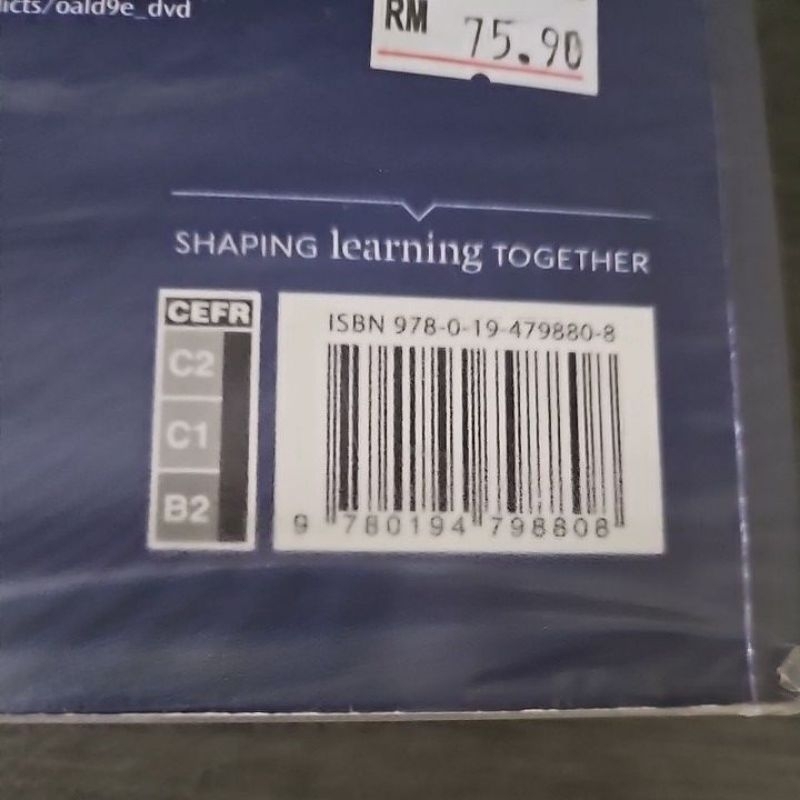 icts/oald9e_dvd
RM 75.90
SHAPING learning TOGETHER
CEFR
C2
C1
B2
ISBN 978-0-19-479880-8
9 780194 798808